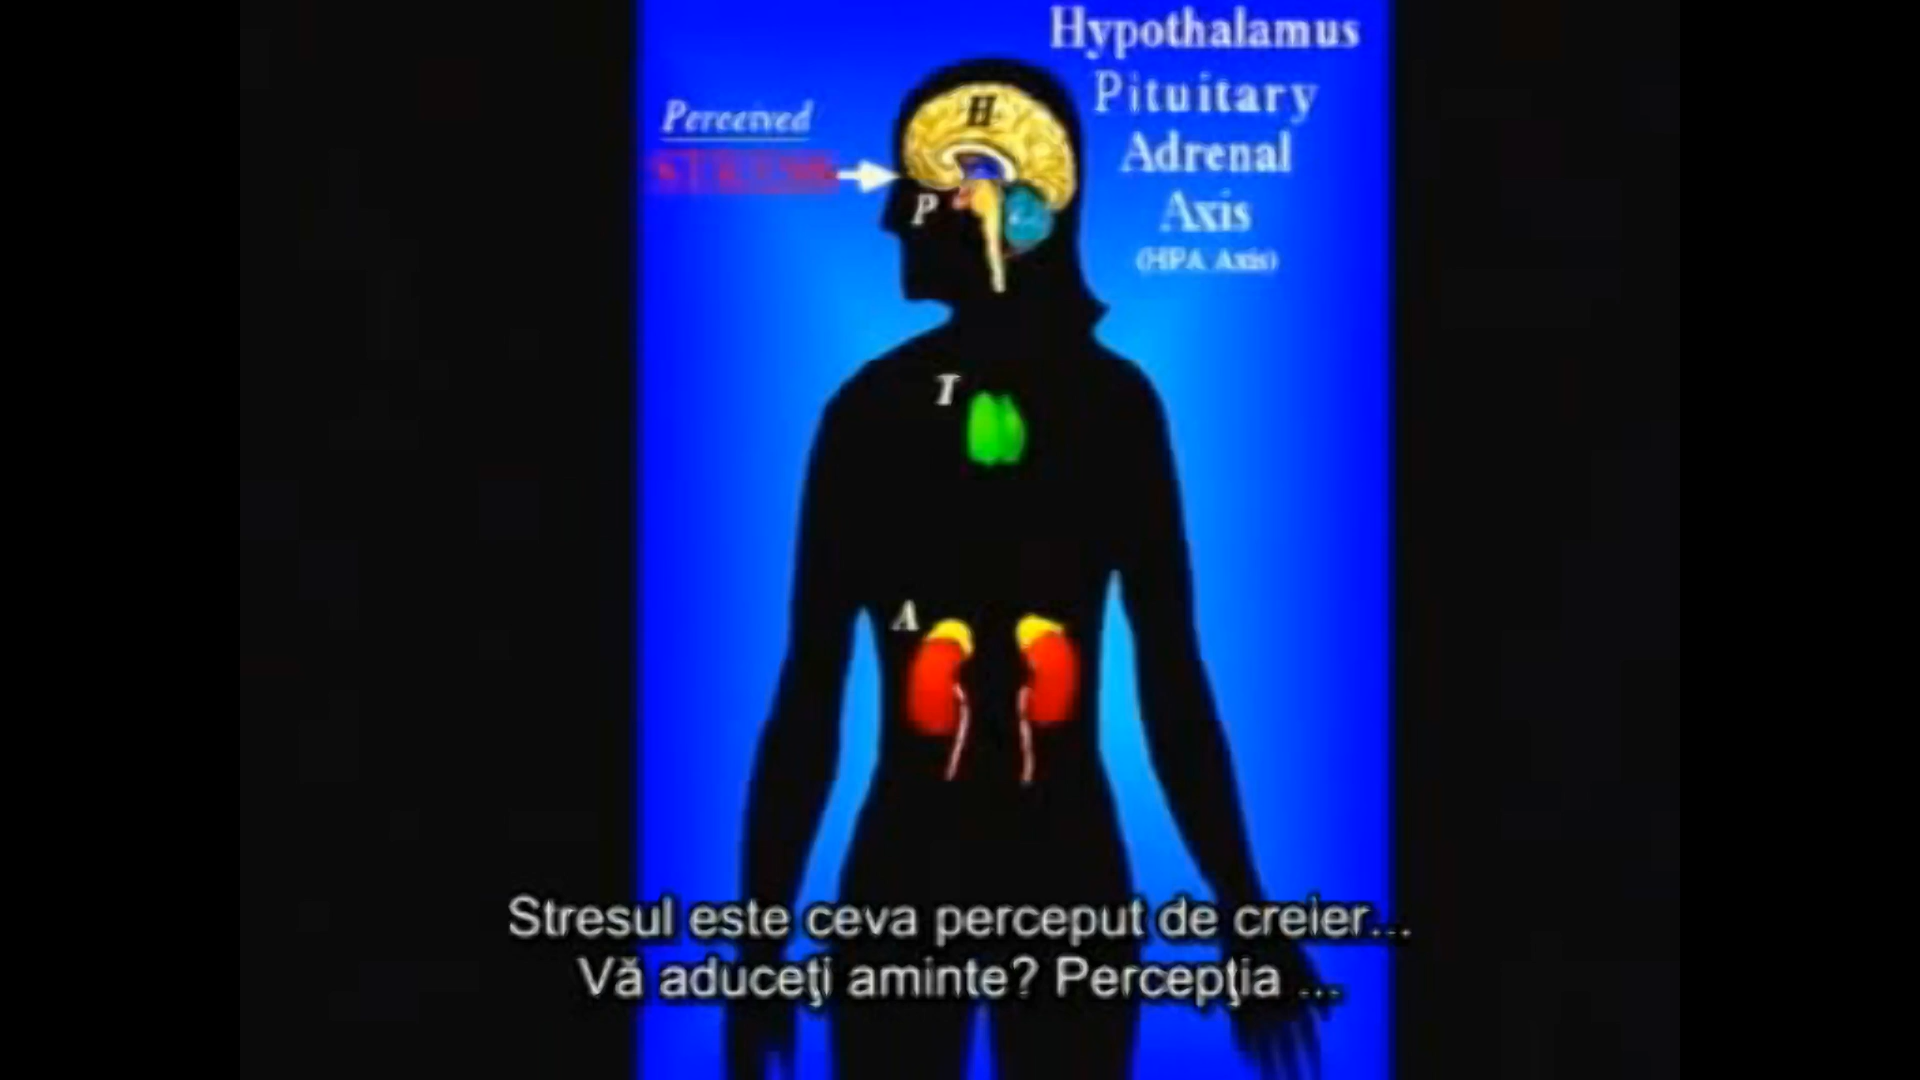 Hypothalamus
Pituitary
Adrenal
Axis
(HPA Axis)
Perceived
H
P
T
A
Stresul este ceva perceput de creier...
Vă aduceţi aminte? Percepţia ...